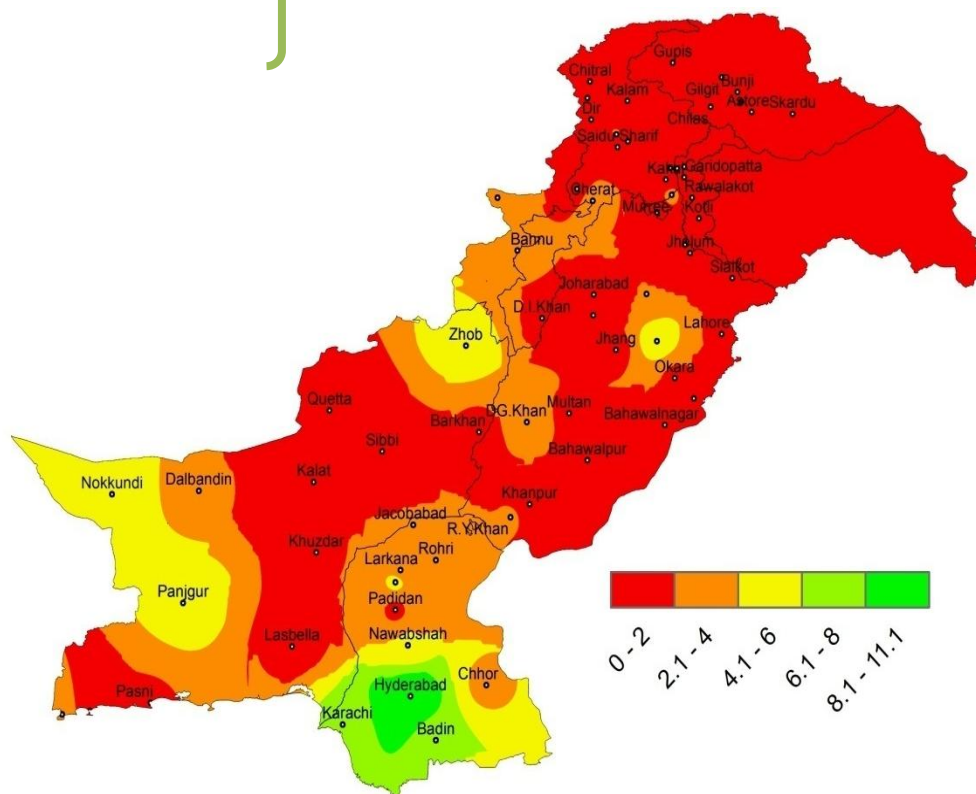 Gupis
Chitral
Bunji
Kalam
Gilgit
Astore
Skardu
Dir
Chilas
Saidu Sharif
Garidopatta
Rawalakot
Cherat
Murree
Kotli
Bannu
Jhelum
Sialkot
Joharabad
D.I.Khan
Lahore
Zhob
Jhang
Okara
Quetta
DG.Khan
Multan
Barkhan
Bahawalnagar
Sibbi
Bahawalpur
Kalat
Nokkundi
Dalbandin
Khanpur
Jacobabad
R.Y.Khan
Khuzdar
Rohri
Larkana
Panjgur
Padidan
Lasbella
Nawabshah
Chhor
Pasni
Hyderabad
Karachi
Badin
0 - 2
2.1 - 4
4.1 - 6
6.1 - 8
8.1 - 11.1